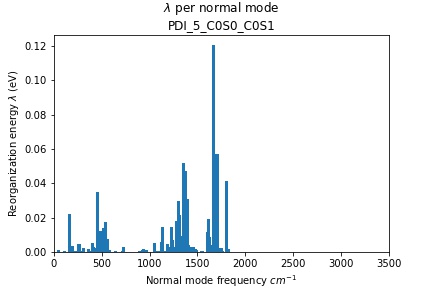 λ per normal mode
PDI_5_C0S0_C0S1
Reorganization energy λ (eV)
0.12
0.10
0.08
0.06
0.04
0.02
0.00
0 500 1000 1500 2000 2500 3000 3500
Normal mode frequency cm⁻¹